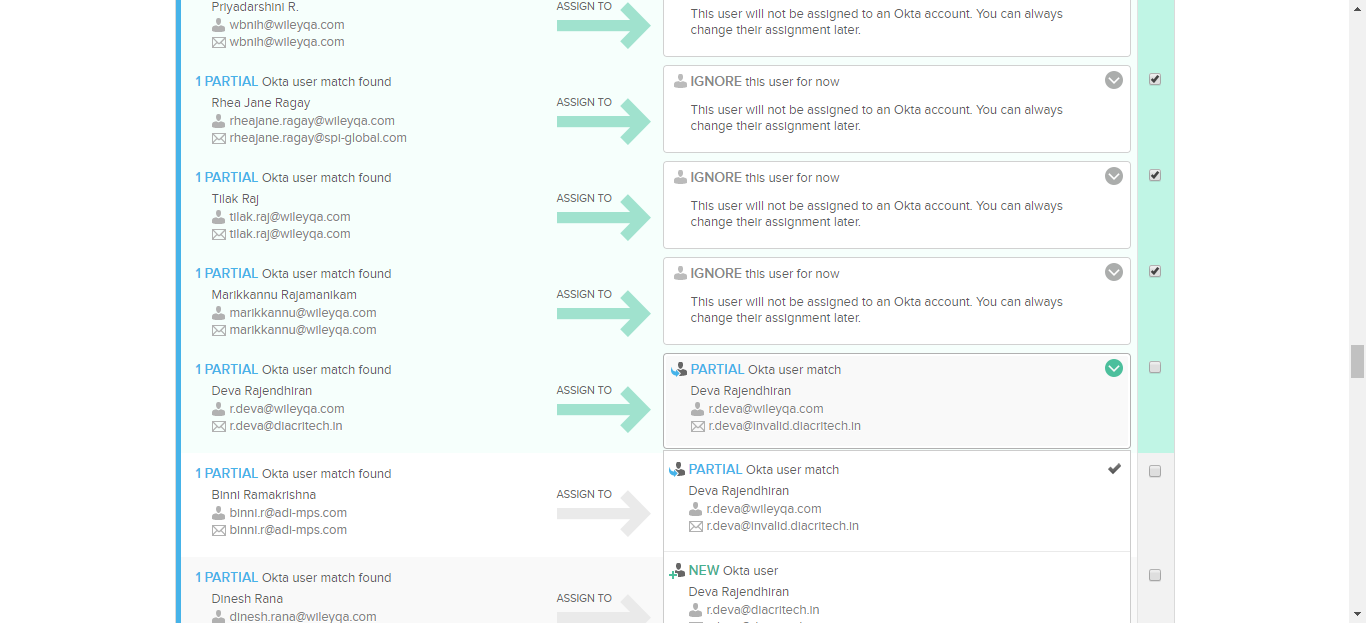 Priyadarshini R.
wbnih@wileyqa.com
wbnih@wileyqa.com
ASSIGN TO
This user will not be assigned to an Okta account. You can always
change their assignment later.
1 PARTIAL Okta user match found
Rhea Jane Ragay
rheajane.ragay@wileyqa.com
rheajane.ragay@spi-global.com
ASSIGN TO
IGNORE this user for now
This user will not be assigned to an Okta account. You can always
change their assignment later.
1 PARTIAL Okta user match found
Tilak Raj
tilak.raj@wileyqa.com
tilak.raj@wileyqa.com
ASSIGN TO
IGNORE this user for now
This user will not be assigned to an Okta account. You can always
change their assignment later.
1 PARTIAL Okta user match found
Marikkannu Rajamanikam
marikkannu@wileyqa.com
marikkannu@wileyqa.com
ASSIGN TO
IGNORE this user for now
This user will not be assigned to an Okta account. You can always
change their assignment later.
1 PARTIAL Okta user match found
Deva Rajendhiran
r.deva@wileyqa.com
r.deva@diacritech.in
ASSIGN TO
PARTIAL Okta user match
Deva Rajendhiran
r.deva@wileyqa.com
r.deva@invalid.diacritech.in
1 PARTIAL Okta user match found
Binni Ramakrishna
binni.r@adi-mps.com
binni.r@adi-mps.com
ASSIGN TO
PARTIAL Okta user match
Deva Rajendhiran
r.deva@wileyqa.com
r.deva@invalid.diacritech.in
1 PARTIAL Okta user match found
Dinesh Rana
dinesh.rana@wileyqa.com
ASSIGN TO
NEW Okta user
Deva Rajendhiran
r.deva@diacritech.in